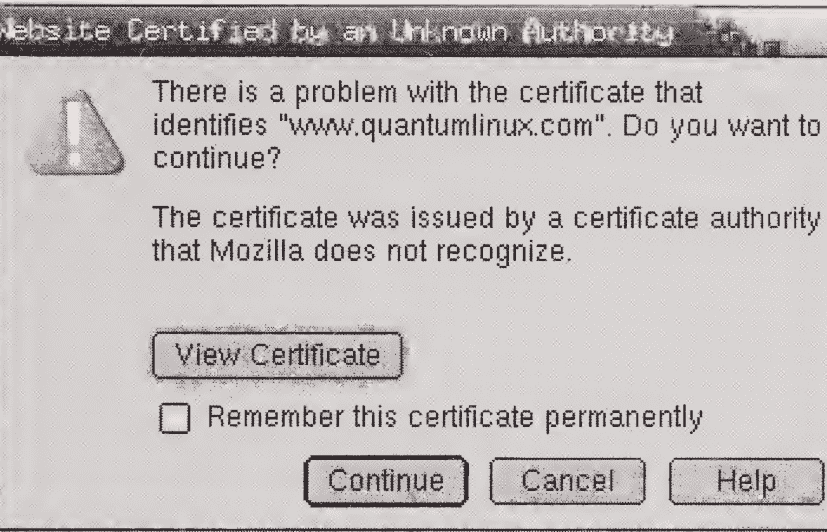 Website Certified by an Unknown Authority
There is a problem with the certificate that
identifies "www.quantumlinux.com". Do you want to
continue?
The certificate was issued by a certificate authority
that Mozilla does not recognize.
View Certificate
Remember this certificate permanently
Continue Cancel Help